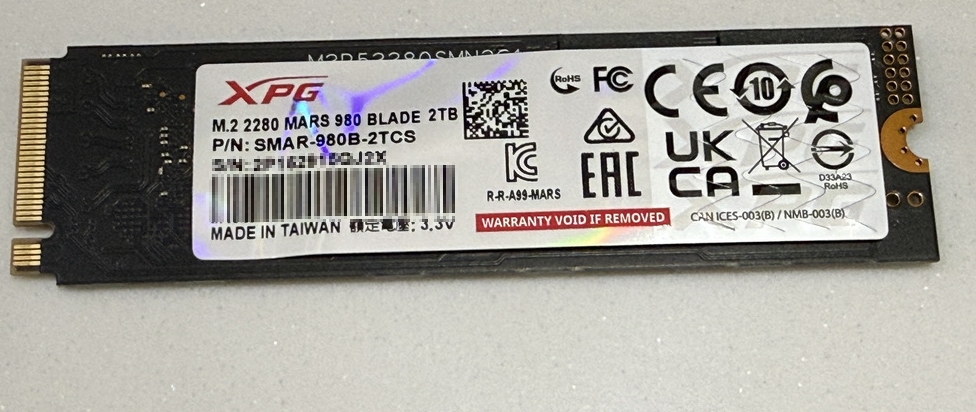 XPG
M.2 2280 MARS 980 BLADE 2TB
P/N: SMAR-980B-2TCS
S/N:
MADE IN TAIWAN 額定電壓: 3.3V
RoHS
FC
CE
10
R-R-A99-MARS
EAC
UK
CA
D33A23
RoHS
WARRANTY VOID IF REMOVED
CAN ICES-003(B) / NMB-003(B)